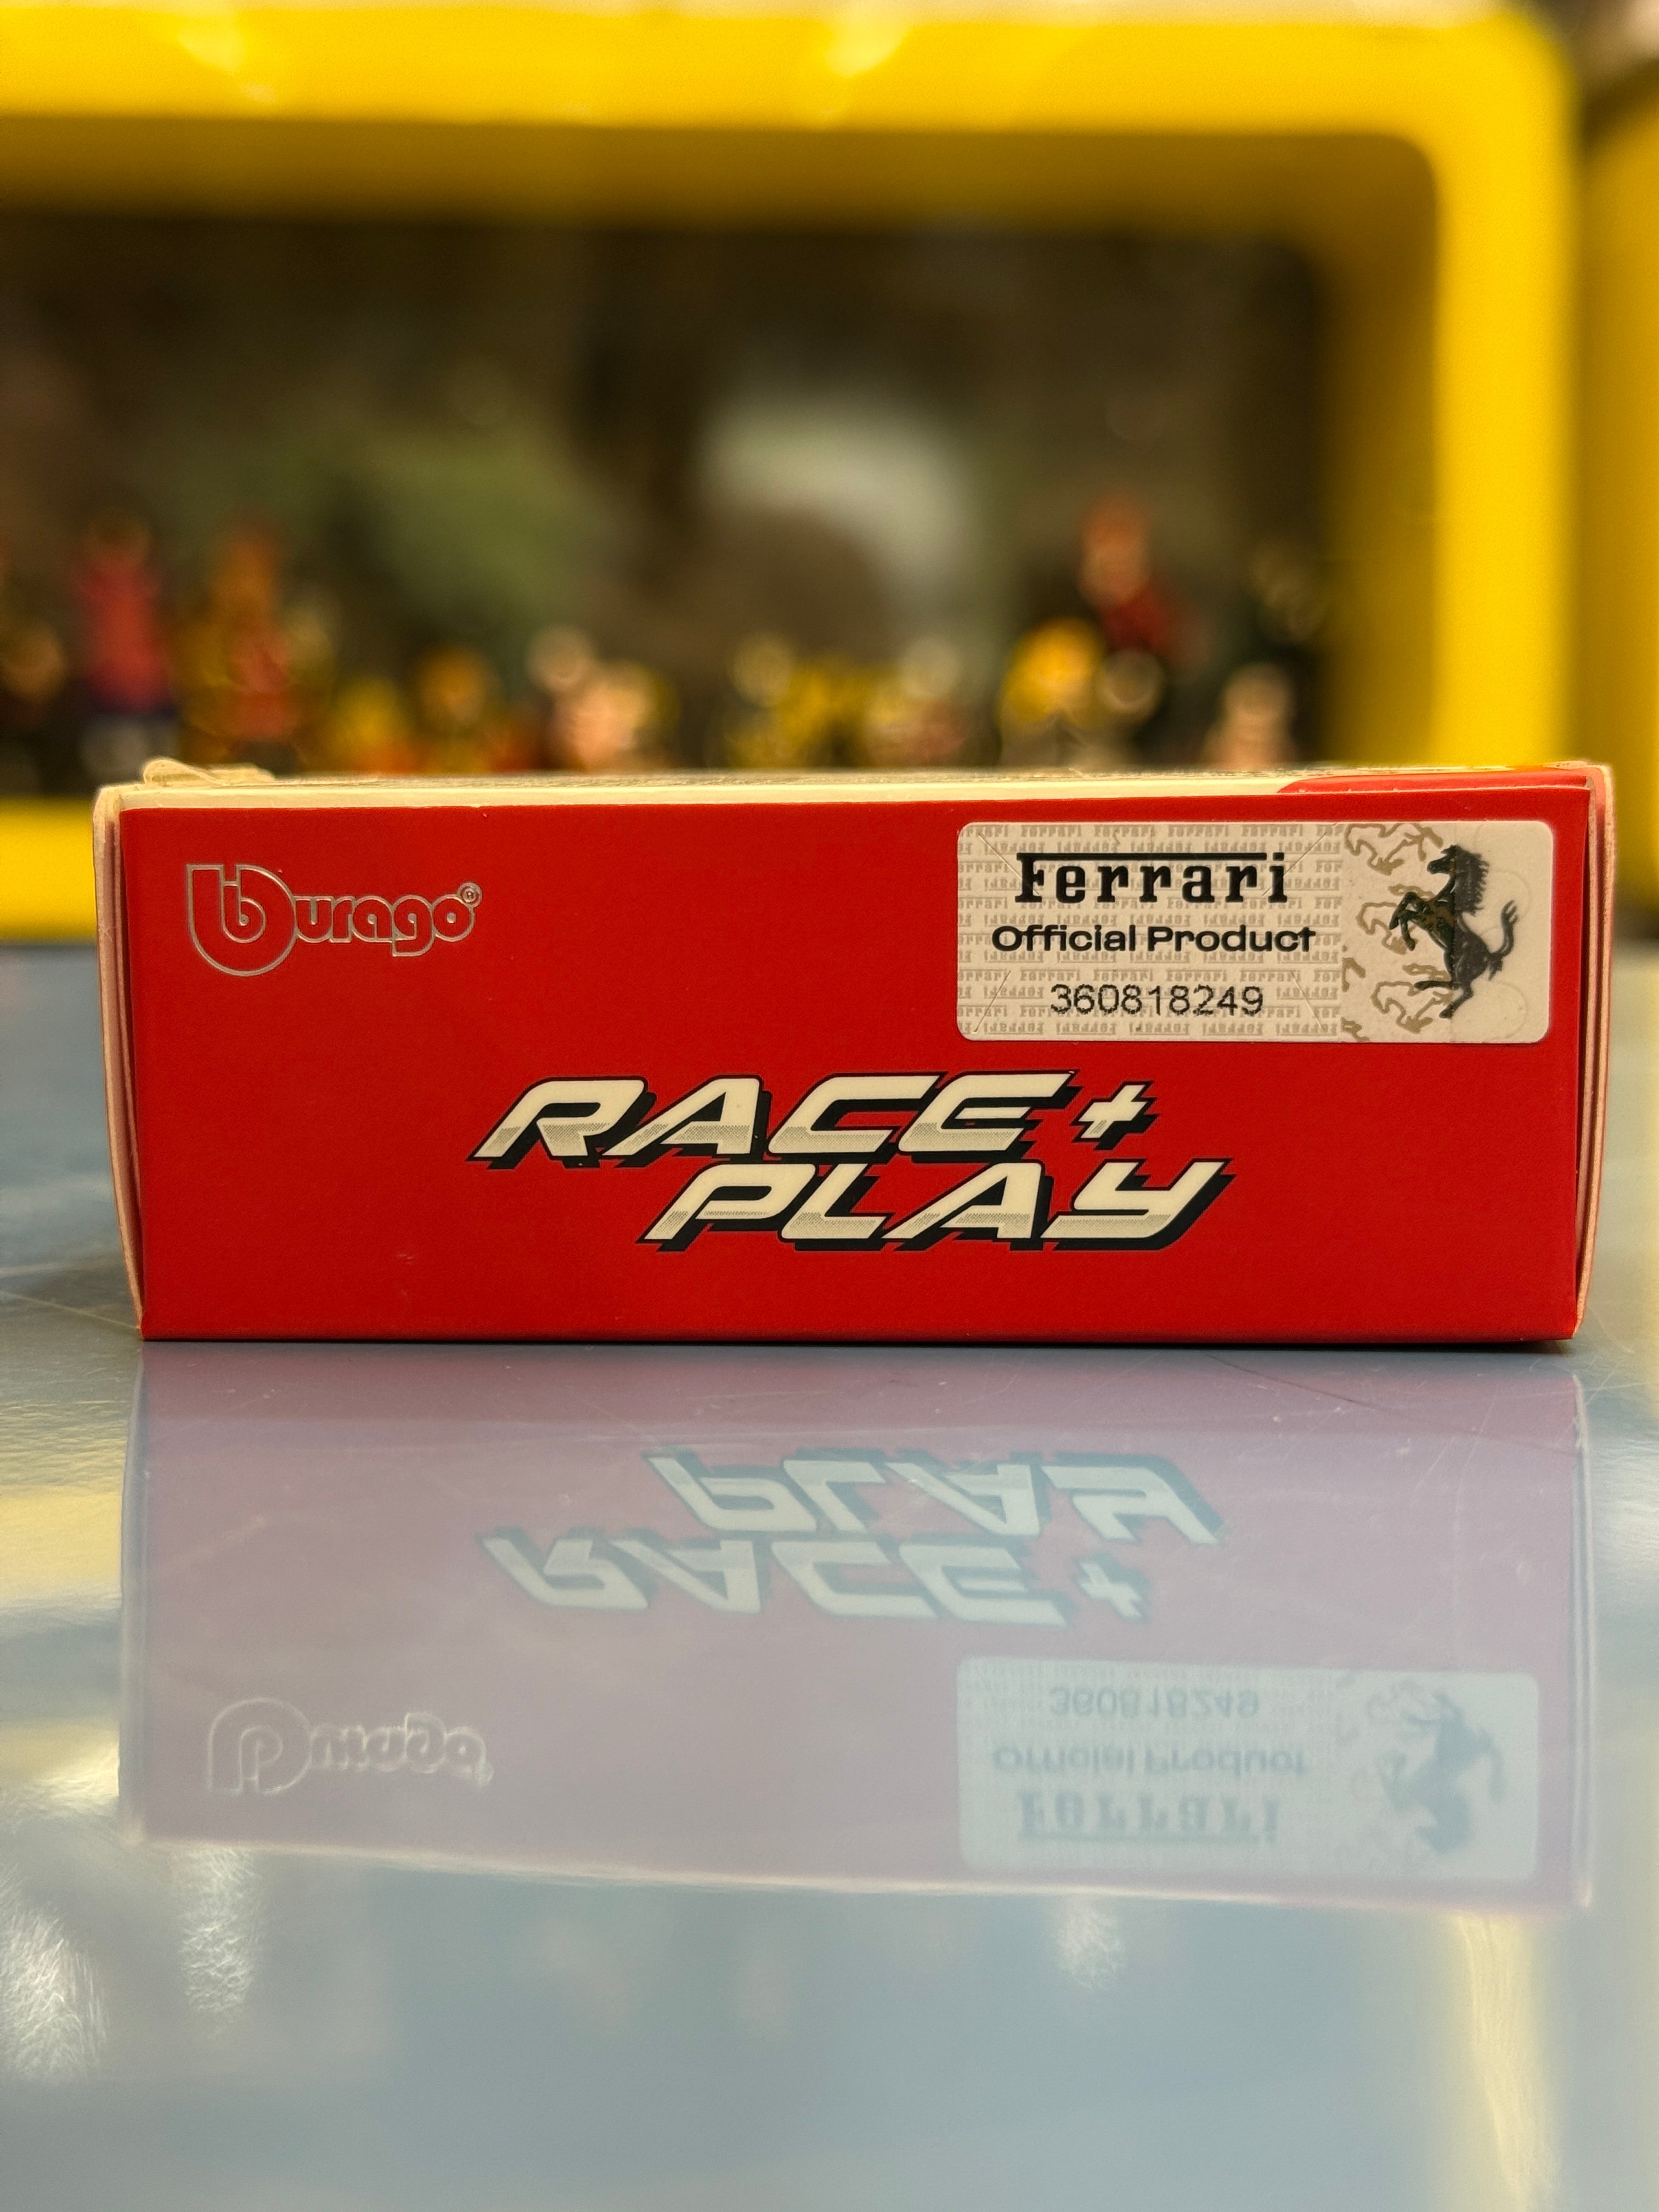 burago®
Ferrari
Official Product
360818249
RACE +
PLAY